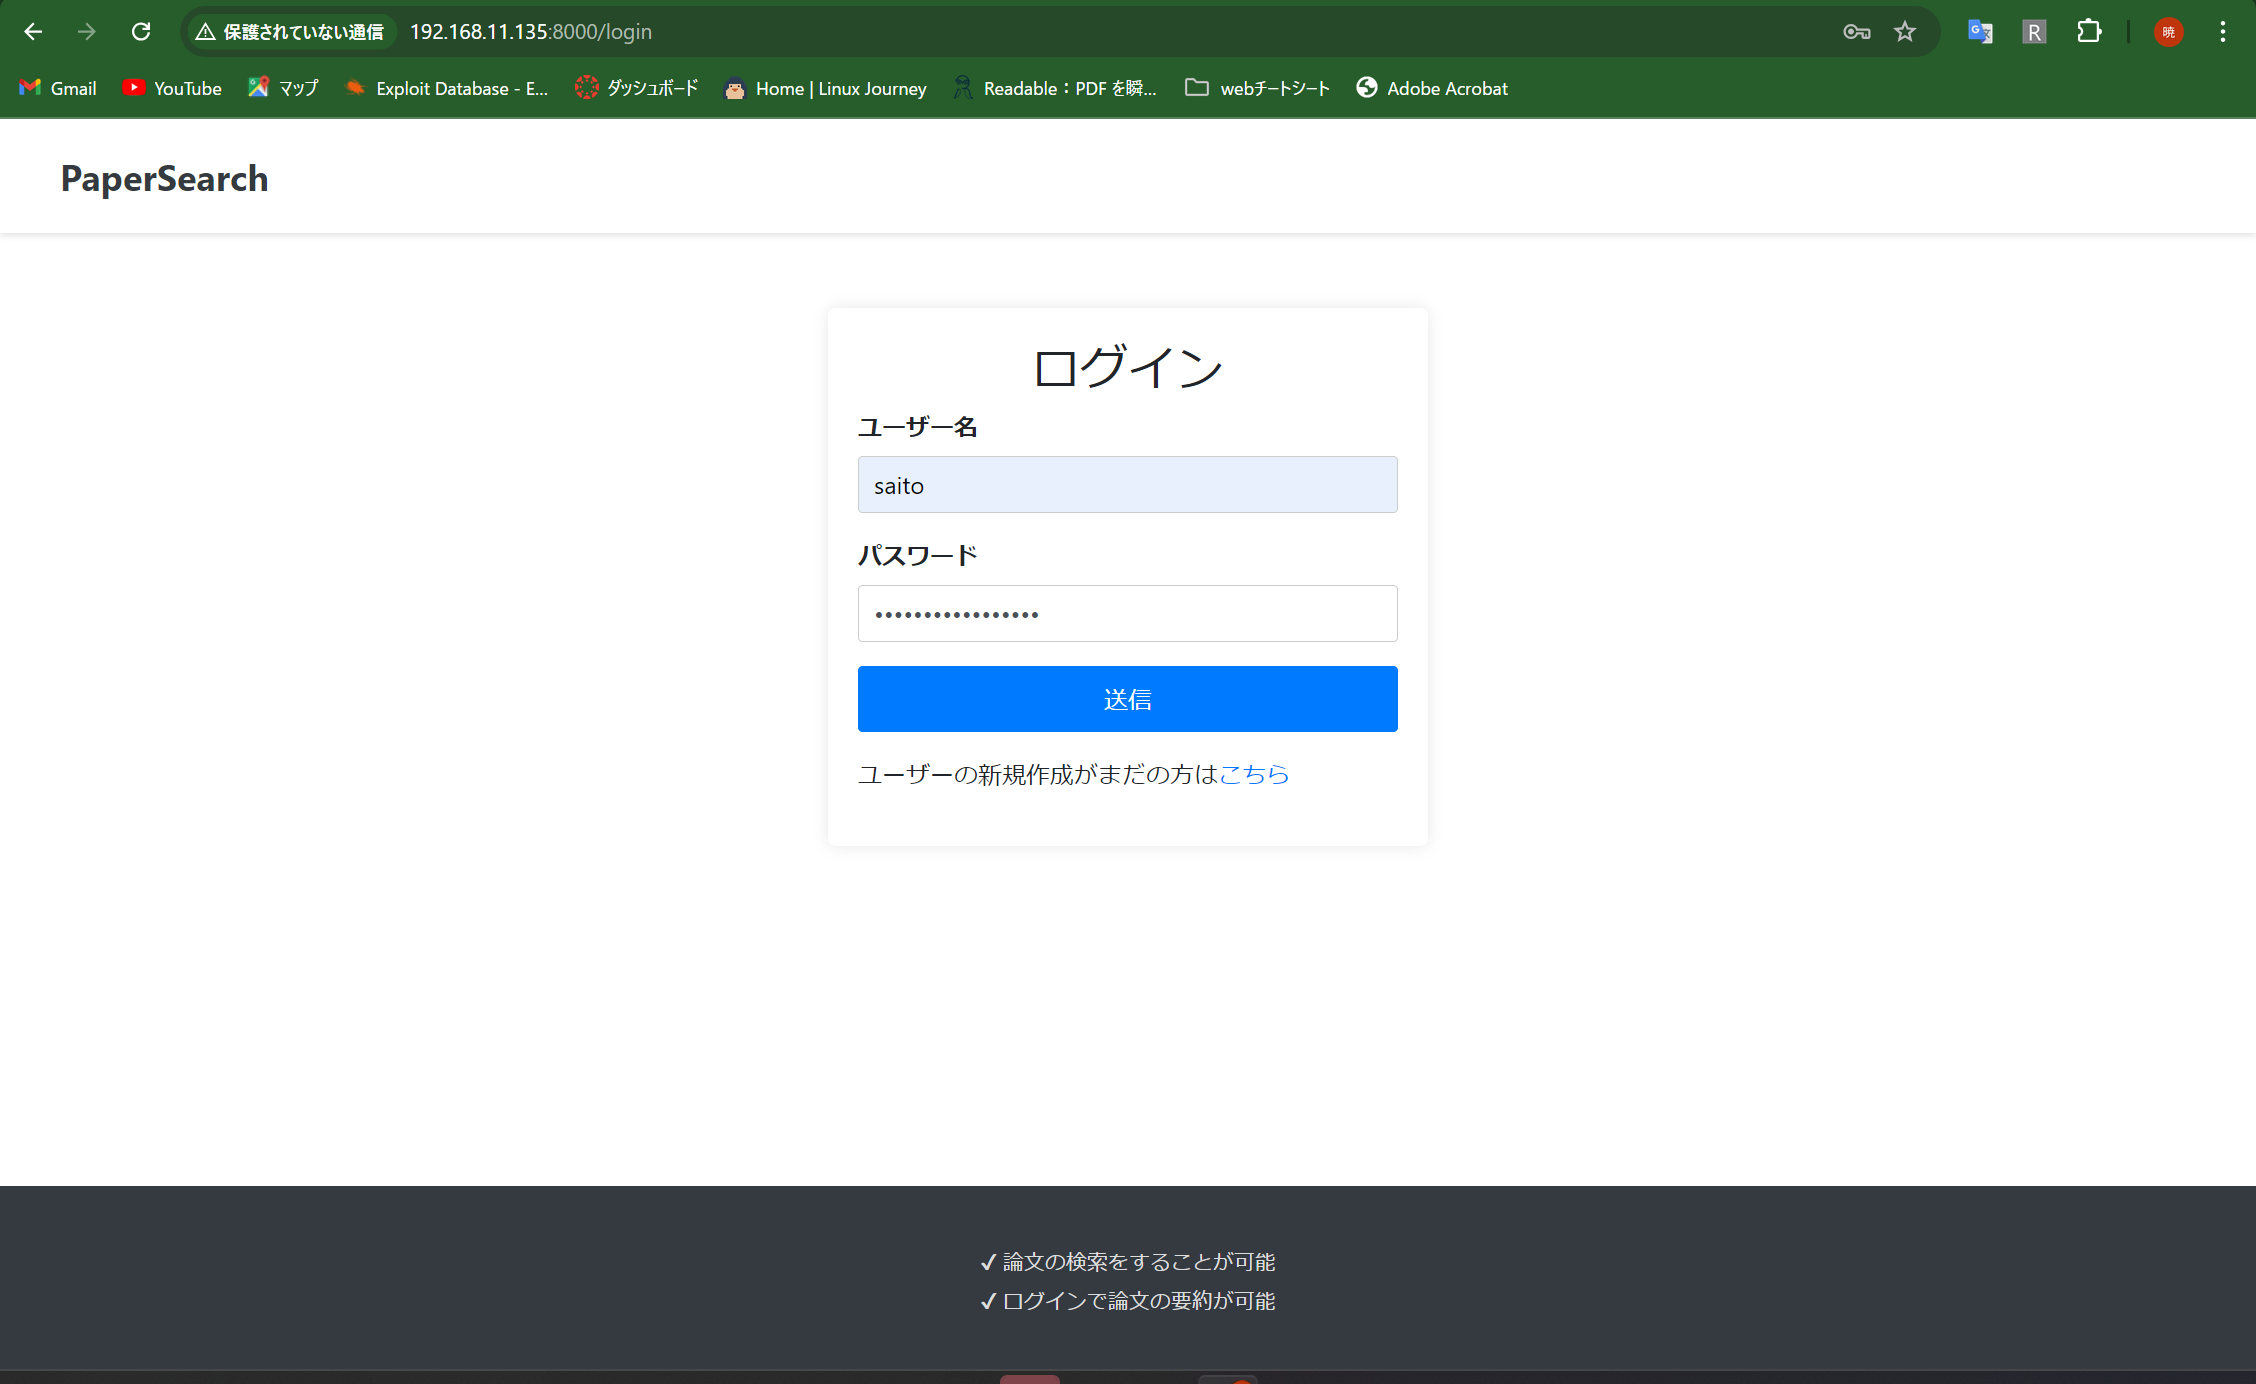 保護されていない通信 192.168.11.135:8000/login
Gmail YouTube マップ Exploit Database - E... ダッシュボード Home | Linux Journey Readable：PDF を瞬... webチートシート Adobe Acrobat
PaperSearch
ログイン
ユーザー名
saito
パスワード
•••••••••••••••••
送信
ユーザーの新規作成がまだの方はこちら
✓ 論文の検索をすることが可能
✓ ログインで論文の要約が可能
R
暁